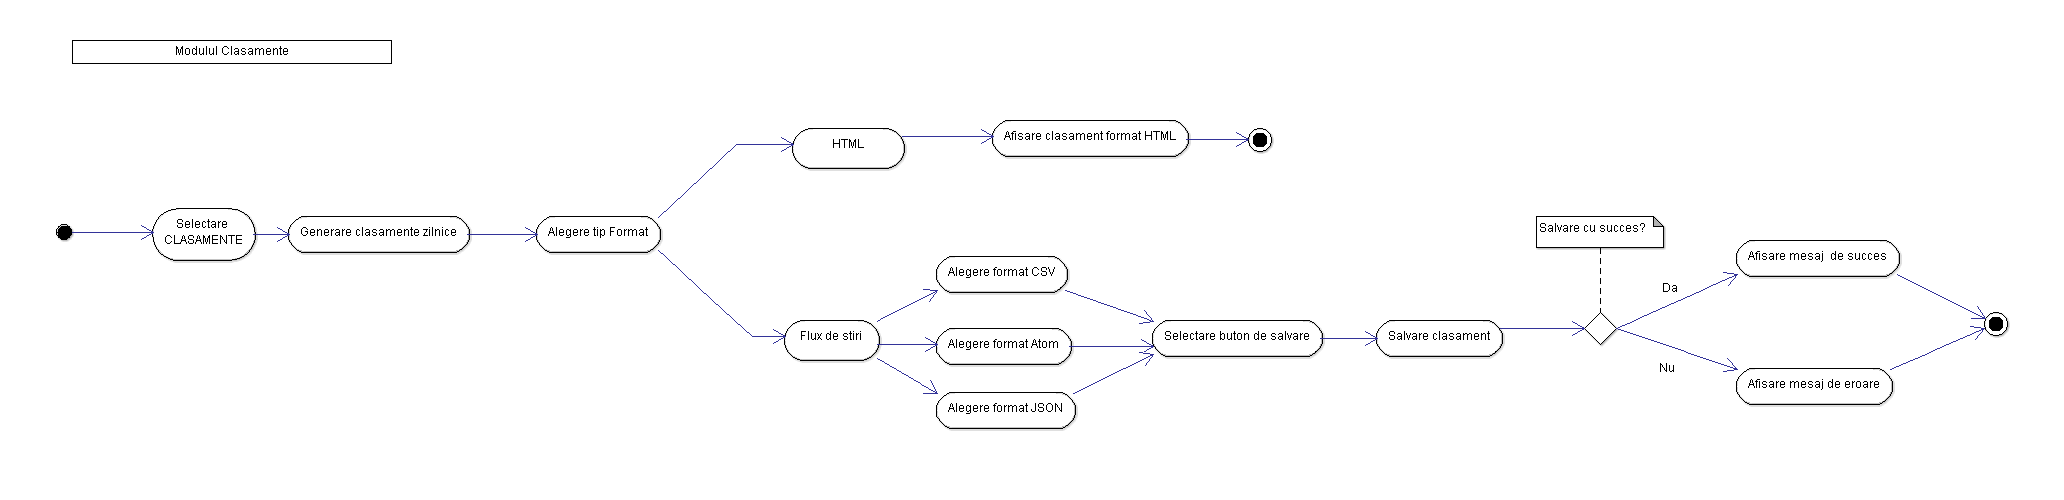 Modulul Clasamente
HTML
Afisare clasament format HTML
Selectare
CLASAMENTE
Generare clasamente zilnice
Alegere tip Format
Flux de stiri
Alegere format CSV
Alegere format Atom
Alegere format JSON
Selectare buton de salvare
Salvare clasament
Salvare cu succes?
Da
Nu
Afisare mesaj  de succes
Afisare mesaj de eroare